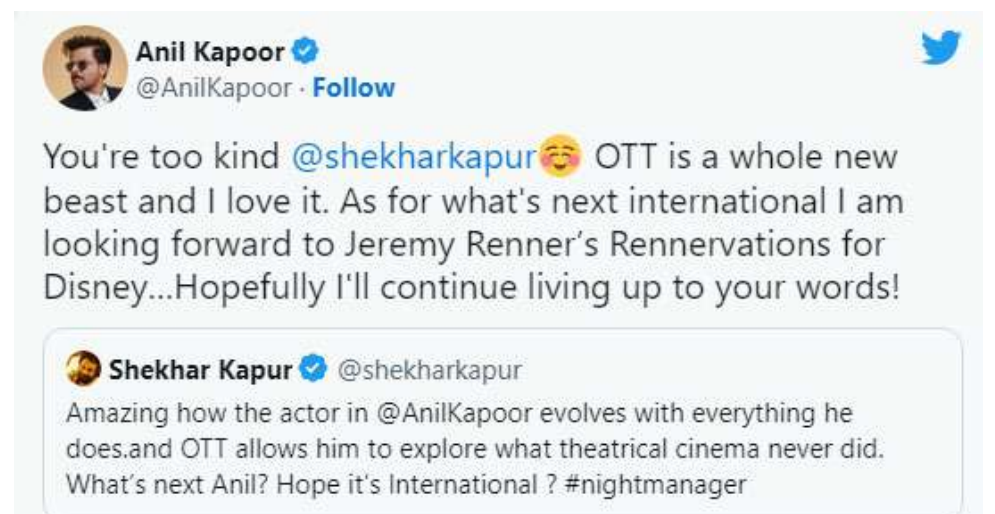 Anil Kapoor
@AnilKapoor · Follow
You're too kind @shekharkapur☺️ OTT is a whole new
beast and I love it. As for what's next international I am
looking forward to Jeremy Renner’s Rennervations for
Disney...Hopefully I'll continue living up to your words!
Shekhar Kapur @shekharkapur
Amazing how the actor in @AnilKapoor evolves with everything he
does.and OTT allows him to explore what theatrical cinema never did.
What’s next Anil? Hope it’s International ? #nightmanager